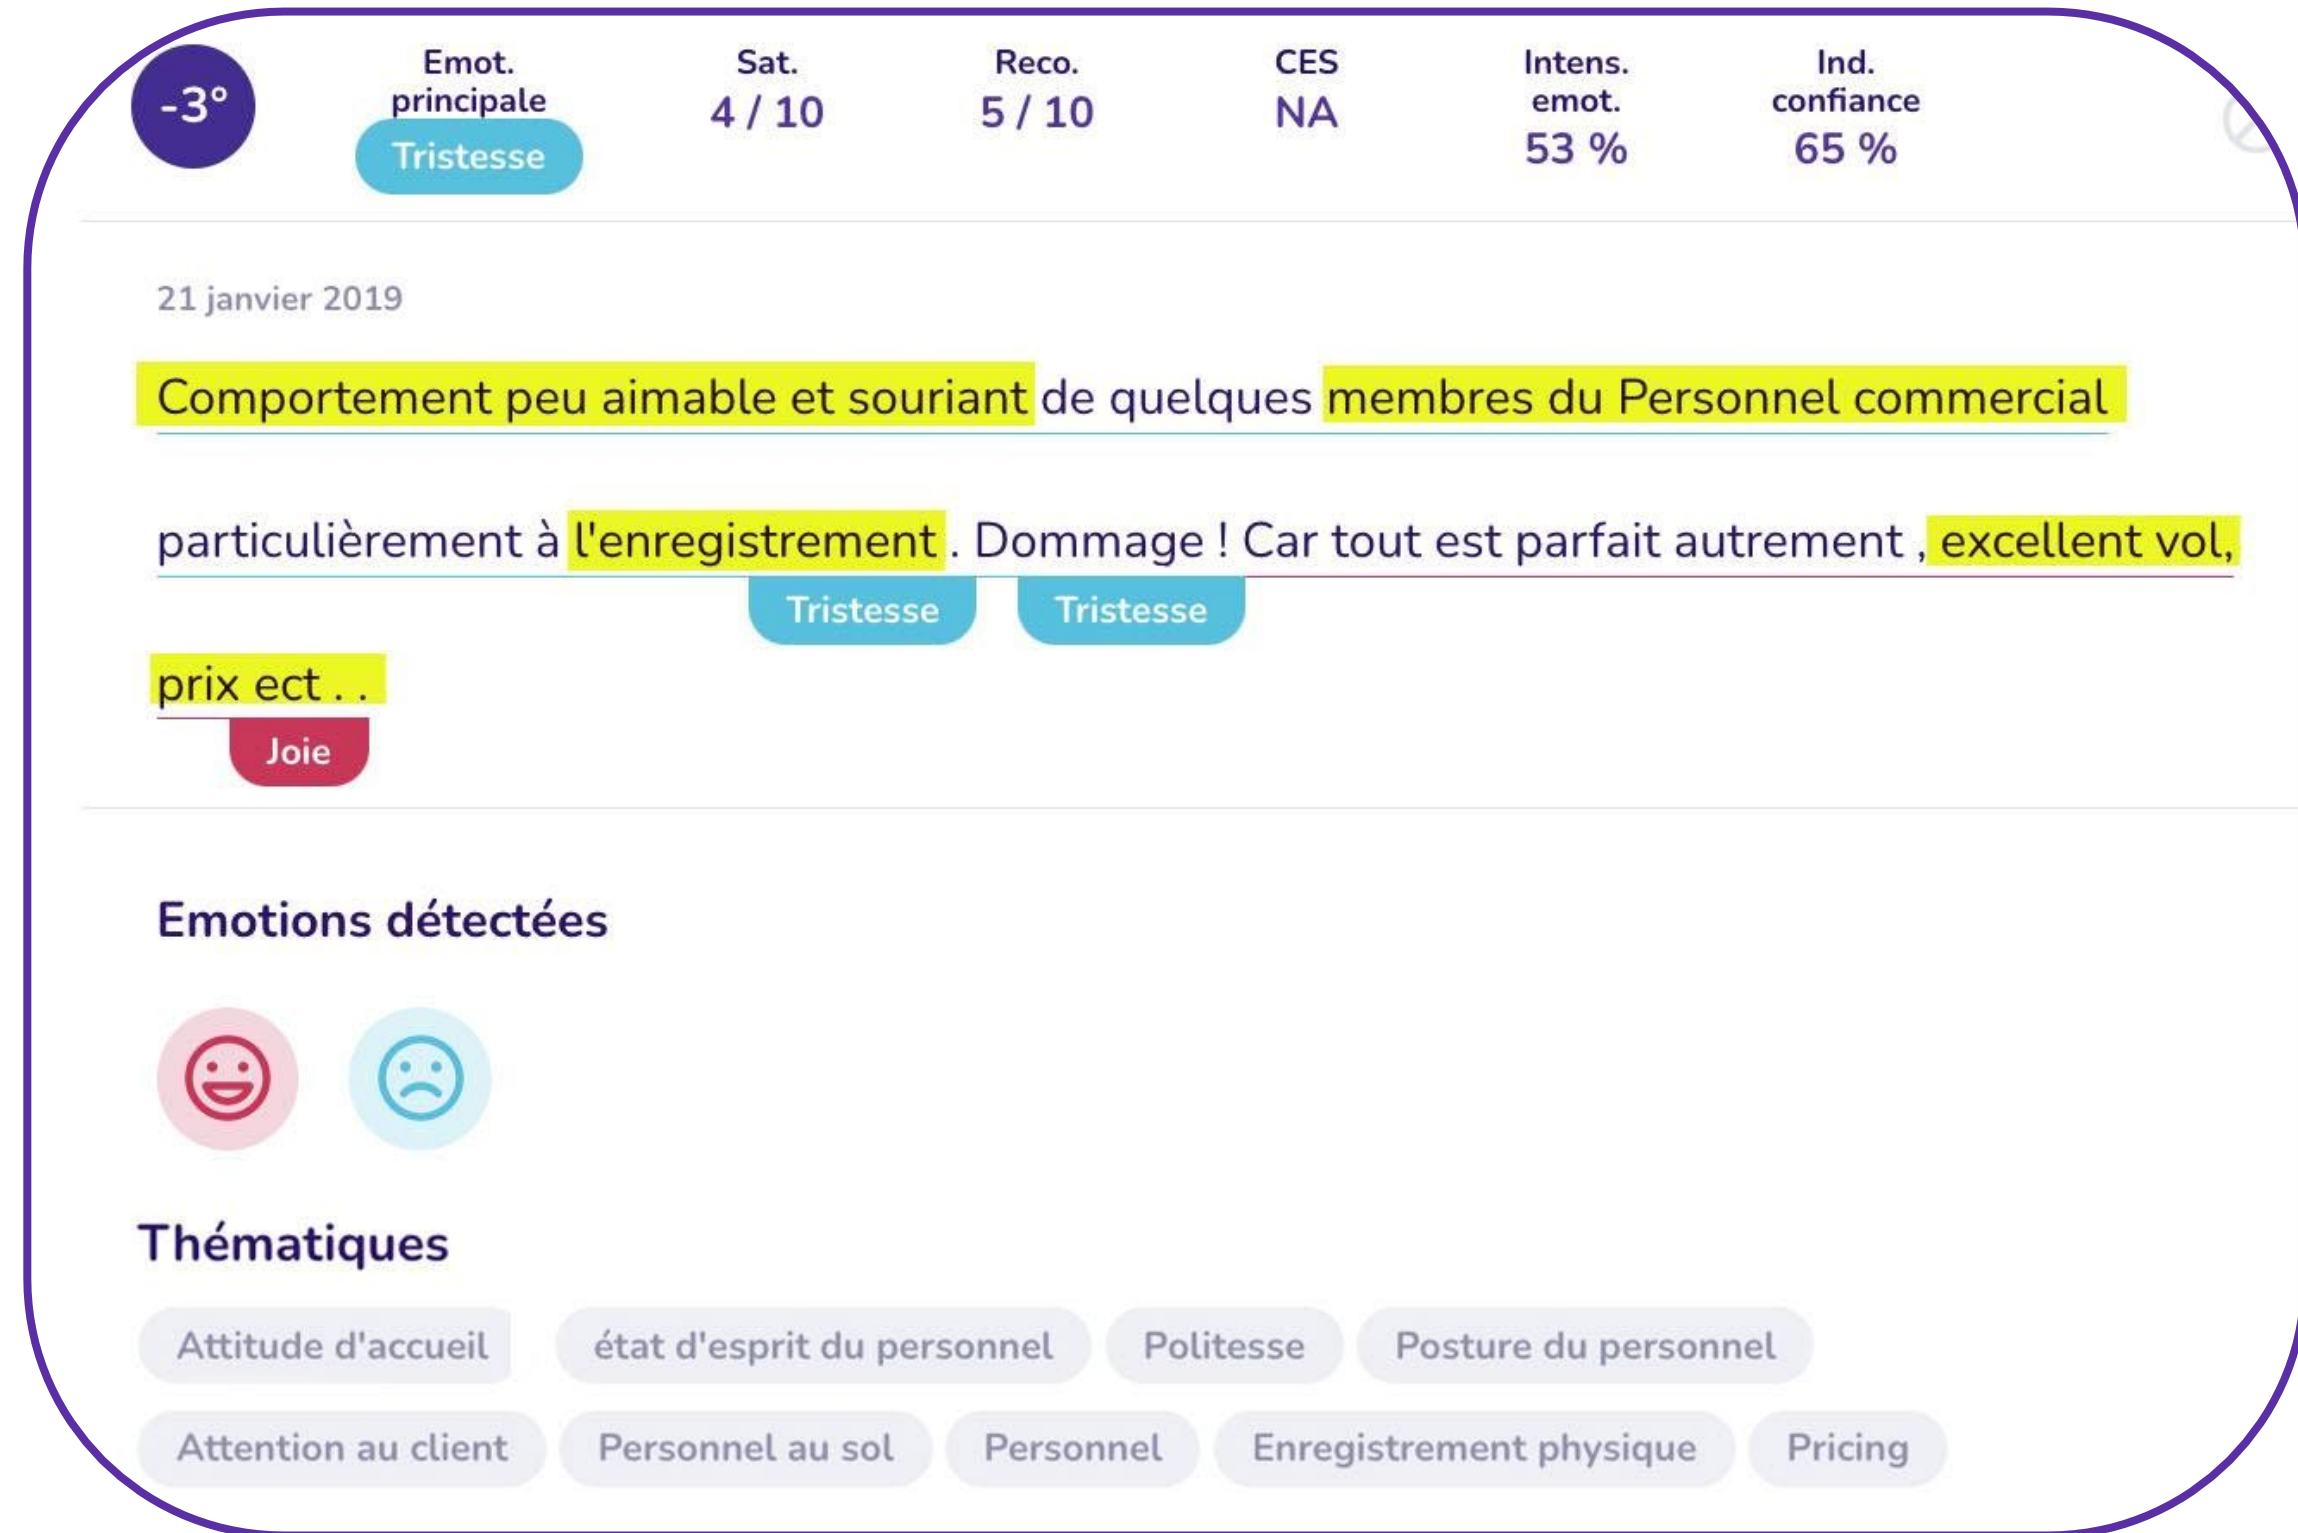 -3°
Emot. principale
Tristesse
Sat.
4 / 10
Reco.
5 / 10
CES
NA
Intens. emot.
53 %
Ind. confiance
65 %
21 janvier 2019
Comportement peu aimable et souriant de quelques membres du Personnel commercial
particulièrement à l'enregistrement . Dommage ! Car tout est parfait autrement , excellent vol,
Tristesse Tristesse
prix ect . .
Joie
Emotions détectées
Thématiques
Attitude d'accueil état d'esprit du personnel Politesse Posture du personnel
Attention au client Personnel au sol Personnel Enregistrement physique Pricing